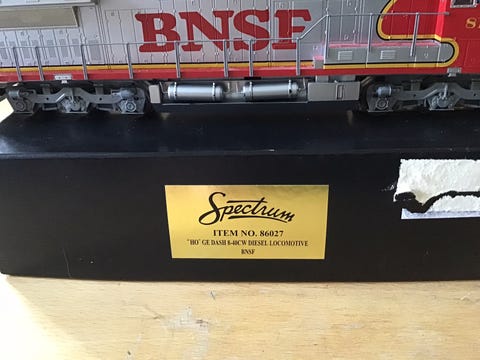 BNSF
Spectrum
ITEM NO. 86027
"HO" GE DASH 8-40CW DIESEL LOCOMOTIVE
BNSF